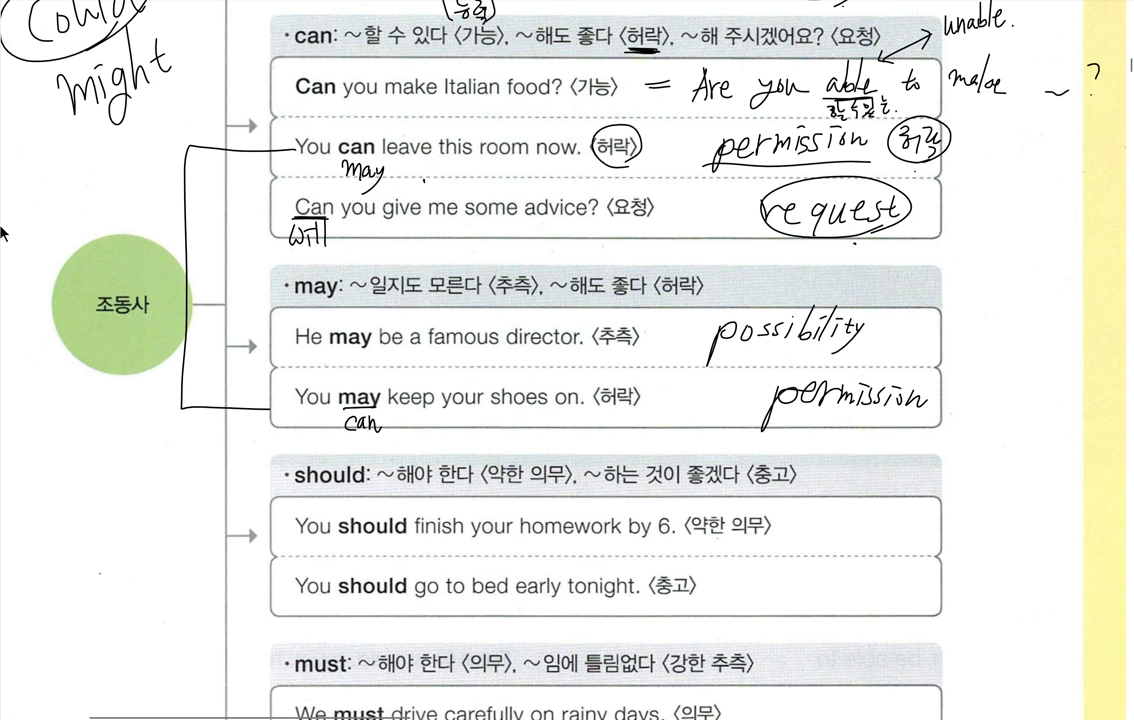 could
might
(능력)
unable.
· can: ~할 수 있다 〈가능〉, ~해도 좋다 〈허락〉, ~해 주시겠어요? 〈요청〉
Can you make Italian food? 〈가능〉 = Are you able to make ~ ?
할 수 있는.
You can leave this room now. 〈허락〉 permission 허락
may
Can you give me some advice? 〈요청〉 request
will
조동사
· may: ~일지도 모른다 〈추측〉, ~해도 좋다 〈허락〉
He may be a famous director. 〈추측〉 possibility
You may keep your shoes on. 〈허락〉 permission
can
· should: ~해야 한다 〈약한 의무〉, ~하는 것이 좋겠다 〈충고〉
You should finish your homework by 6. 〈약한 의무〉
You should go to bed early tonight. 〈충고〉
· must: ~해야 한다 〈의무〉, ~임에 틀림없다 〈강한 추측〉
We must drive carefully on rainy days. 〈의무〉